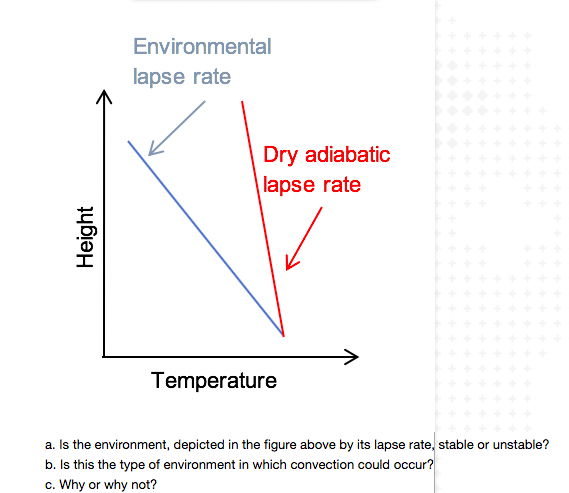 Environmental
lapse rate
Dry adiabatic
lapse rate
Height
Temperature
a. Is the environment, depicted in the figure above by its lapse rate, stable or unstable?
b. Is this the type of environment in which convection could occur?
c. Why or why not?